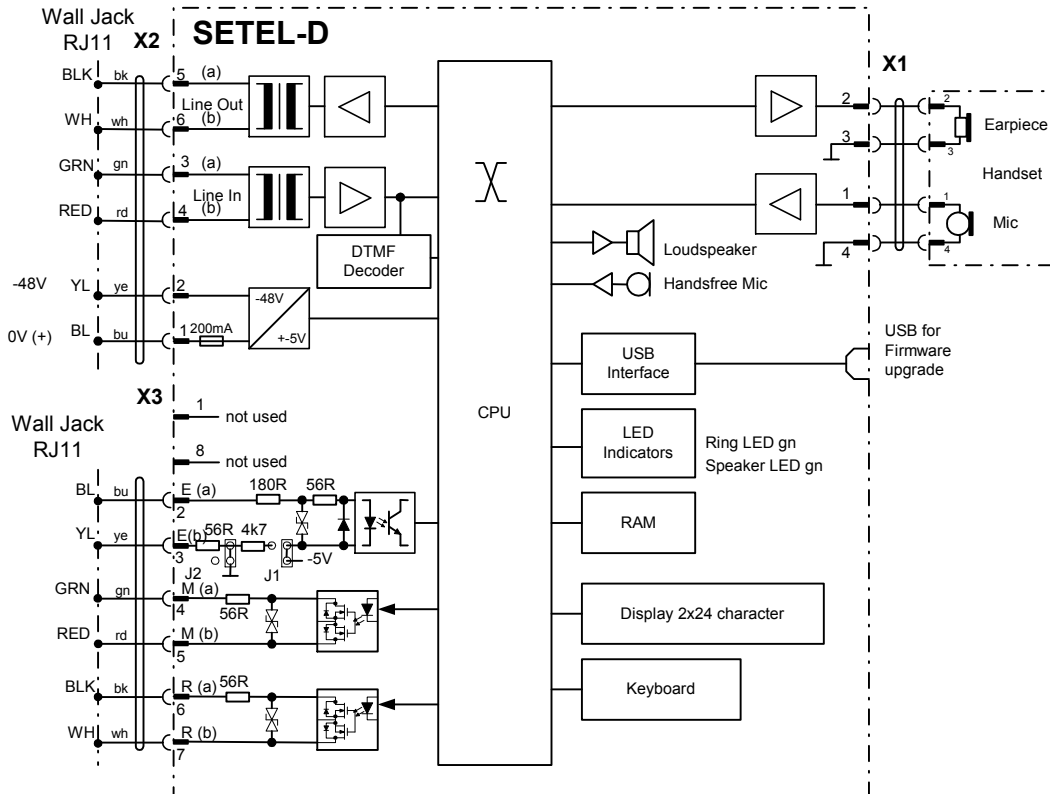 Wall Jack
RJ11
X2
SETEL-D
X1
BLK bk 5 (a)
Line Out
WH wh 6 (b)
GRN gn 3 (a)
Line In
RED rd 4 (b)
DTMF
Decoder
-48V YL ye 2
-48V
+-5V
0V (+) BL bu 1 200mA
CPU
2 2
3 3
Earpiece
Handset
1 1
4 4
Mic
Loudspeaker
Handsfree Mic
USB
Interface
USB for
Firmware
upgrade
LED
Indicators
Ring LED gn
Speaker LED gn
RAM
Display 2x24 character
Keyboard
X3
Wall Jack
RJ11
1 not used
8 not used
BL bu E (a) 180R 56R
2
YL ye E(b) 56R 4k7
3
-5V
J2 J1
GRN gn M (a)
4 56R
RED rd M (b)
5
BLK bk R (a) 56R
6
WH wh R (b)
7